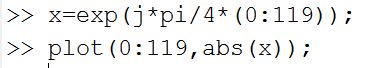 >> x=exp(j*pi/4*(0:119));
>> plot(0:119,abs(x));